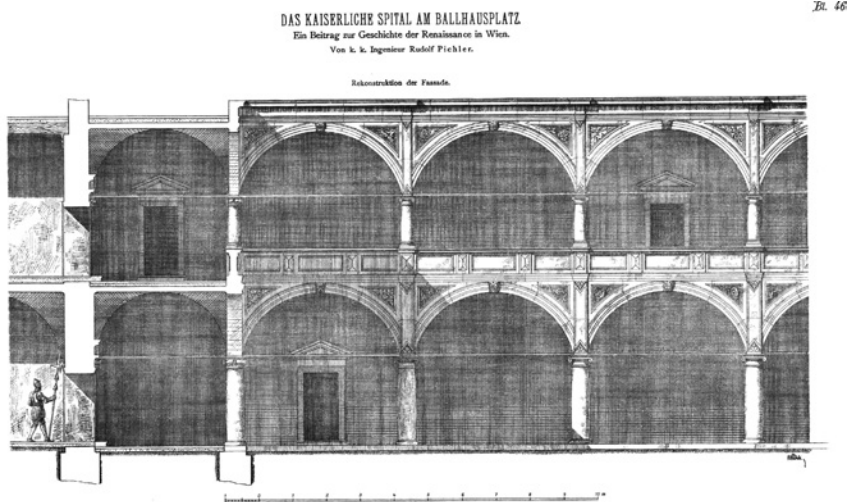 Bl. 46
DAS KAISERLICHE SPITAL AM BALLHAUSPLATZ
Ein Beitrag zur Geschichte der Renaissance in Wien.
Von k. k. Ingenieur Rudolf Pichler.
Rekonstruktion der Fassade.